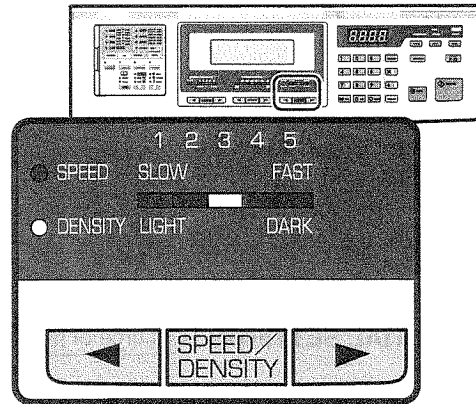 1 2 3 4 5
SPEED SLOW FAST
DENSITY LIGHT DARK
SPEED/
DENSITY